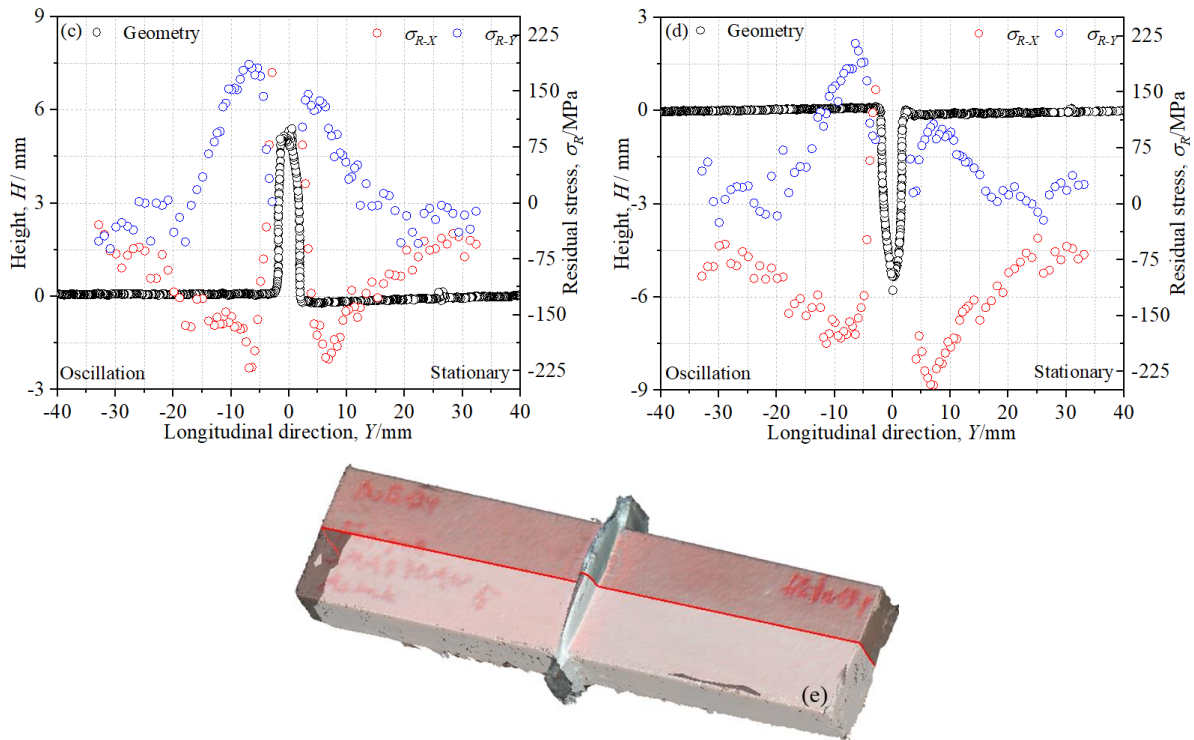 (c) Geometry σR-X σR-Y
Height, H / mm
9
6
3
0
-3
Residual stress, σR/MPa
225
150
75
0
-75
-150
-225
Oscillation Stationary
-40 -30 -20 -10 0 10 20 30 40
Longitudinal direction, Y/mm
(d) Geometry σR-X σR-Y
Height, H / mm
3
0
-3
-6
-9
Residual stress, σR/MPa
225
150
75
0
-75
-150
-225
Oscillation Stationary
-40 -30 -20 -10 0 10 20 30 40
Longitudinal direction, Y/mm
(e)